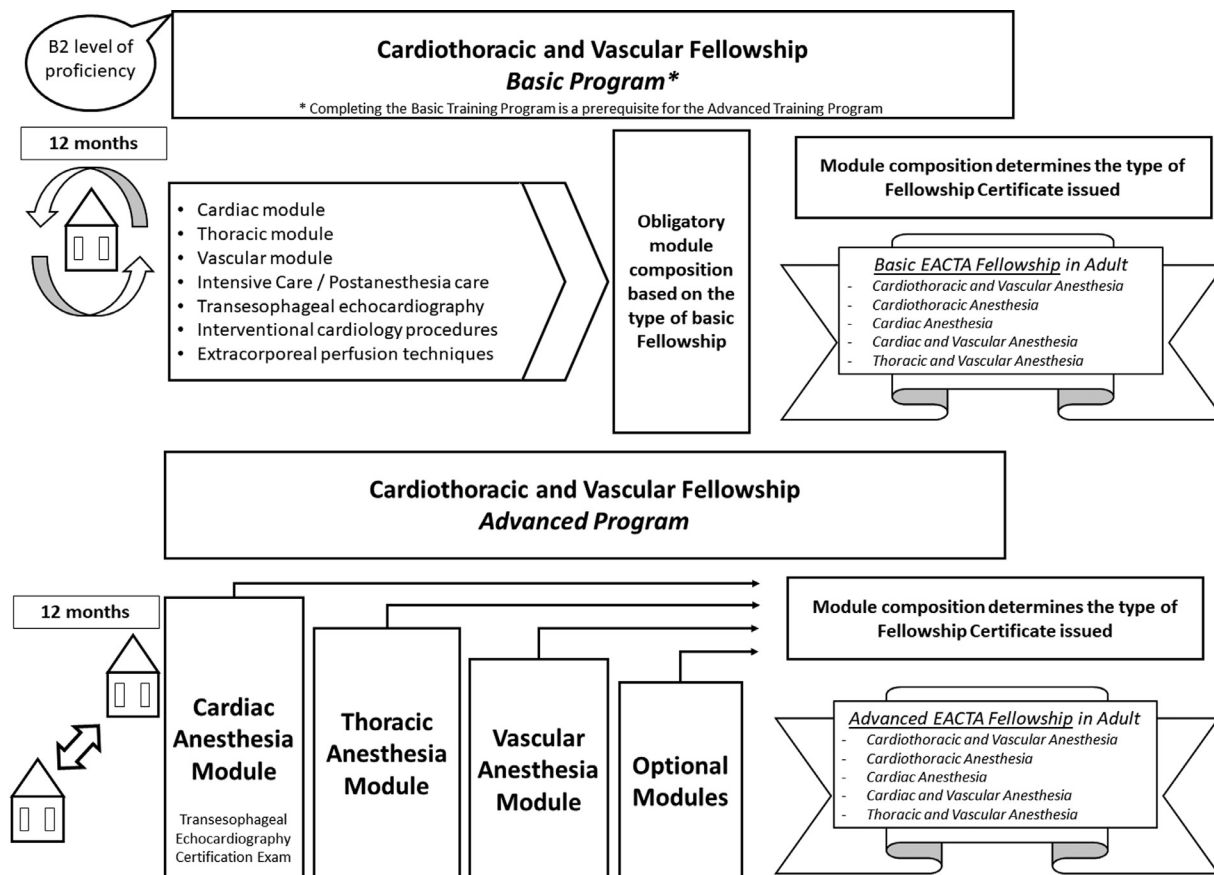 B2 level of
proficiency
Cardiothoracic and Vascular Fellowship
Basic Program*
* Completing the Basic Training Program is a prerequisite for the Advanced Training Program
12 months
• Cardiac module
• Thoracic module
• Vascular module
• Intensive Care / Postanesthesia care
• Transesophageal echocardiography
• Interventional cardiology procedures
• Extracorporeal perfusion techniques
Obligatory
module
composition
based on the
type of basic
Fellowship
Module composition determines the type of
Fellowship Certificate issued
Basic EACTA Fellowship in Adult
- Cardiothoracic and Vascular Anesthesia
- Cardiothoracic Anesthesia
- Cardiac Anesthesia
- Cardiac and Vascular Anesthesia
- Thoracic and Vascular Anesthesia
Cardiothoracic and Vascular Fellowship
Advanced Program
12 months
Cardiac
Anesthesia
Module
Transesophageal
Echocardiography
Certification Exam
Thoracic
Anesthesia
Module
Vascular
Anesthesia
Module
Optional
Modules
Module composition determines the type of
Fellowship Certificate issued
Advanced EACTA Fellowship in Adult
- Cardiothoracic and Vascular Anesthesia
- Cardiothoracic Anesthesia
- Cardiac Anesthesia
- Cardiac and Vascular Anesthesia
- Thoracic and Vascular Anesthesia